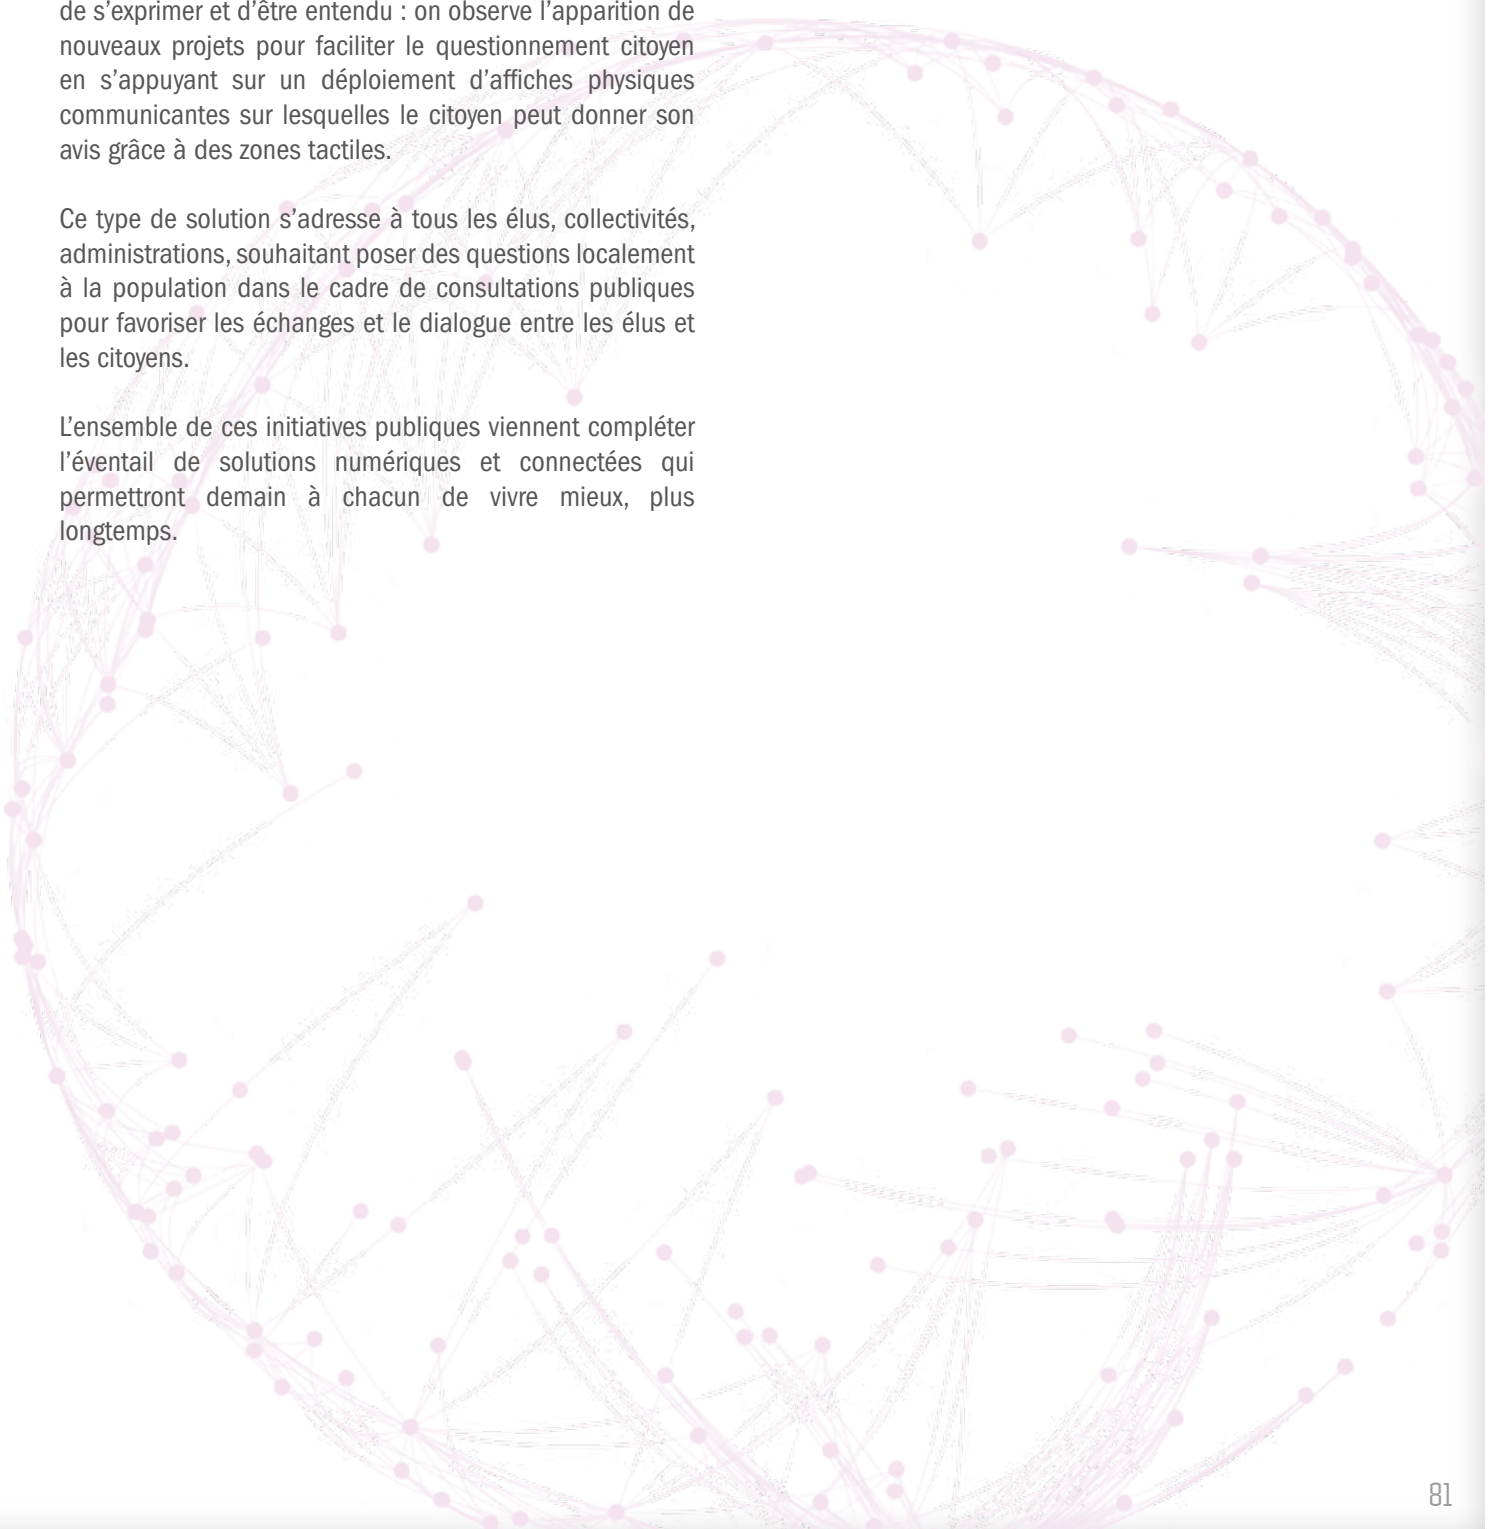 de s’exprimer et d’être entendu : on observe l’apparition de
nouveaux projets pour faciliter le questionnement citoyen
en s’appuyant sur un déploiement d’affiches physiques
communicantes sur lesquelles le citoyen peut donner son
avis grâce à des zones tactiles.
Ce type de solution s’adresse à tous les élus, collectivités,
administrations, souhaitant poser des questions localement
à la population dans le cadre de consultations publiques
pour favoriser les échanges et le dialogue entre les élus et
les citoyens.
L’ensemble de ces initiatives publiques viennent compléter
l’éventail de solutions numériques et connectées qui
permettront demain à chacun de vivre mieux, plus
longtemps.
81